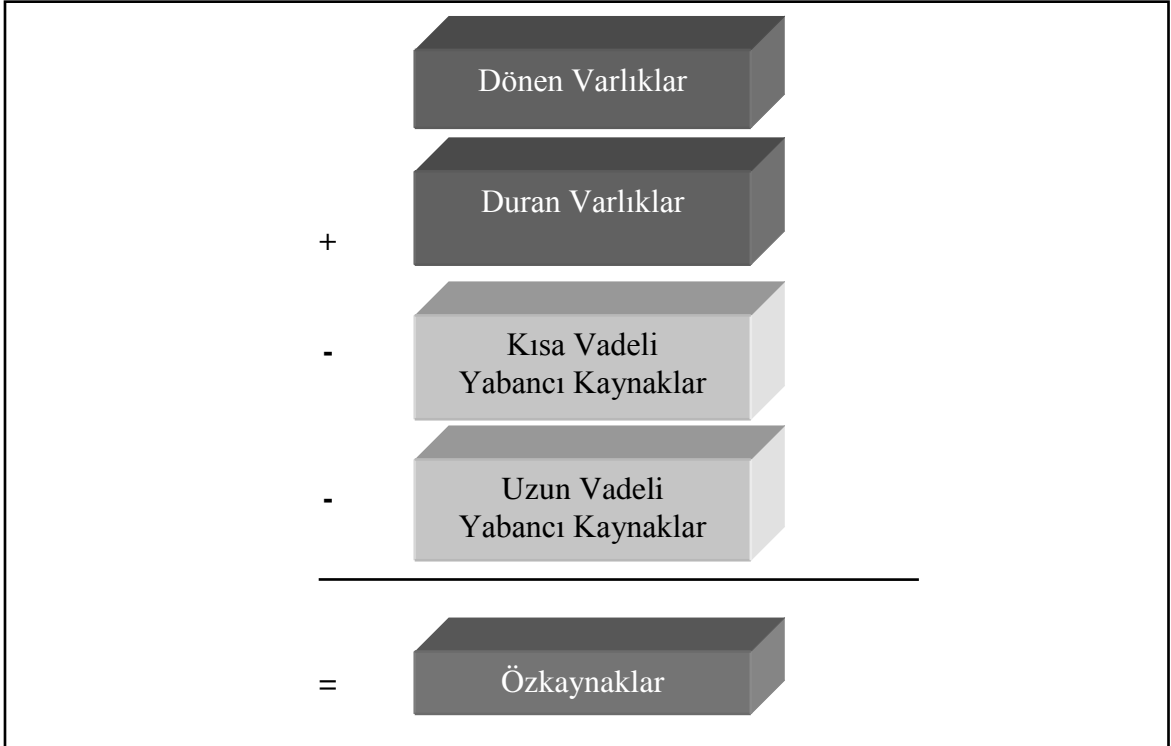 Dönen Varlıklar
Duran Varlıklar
+
- Kısa Vadeli
Yabancı Kaynaklar
- Uzun Vadeli
Yabancı Kaynaklar
= Özkaynaklar